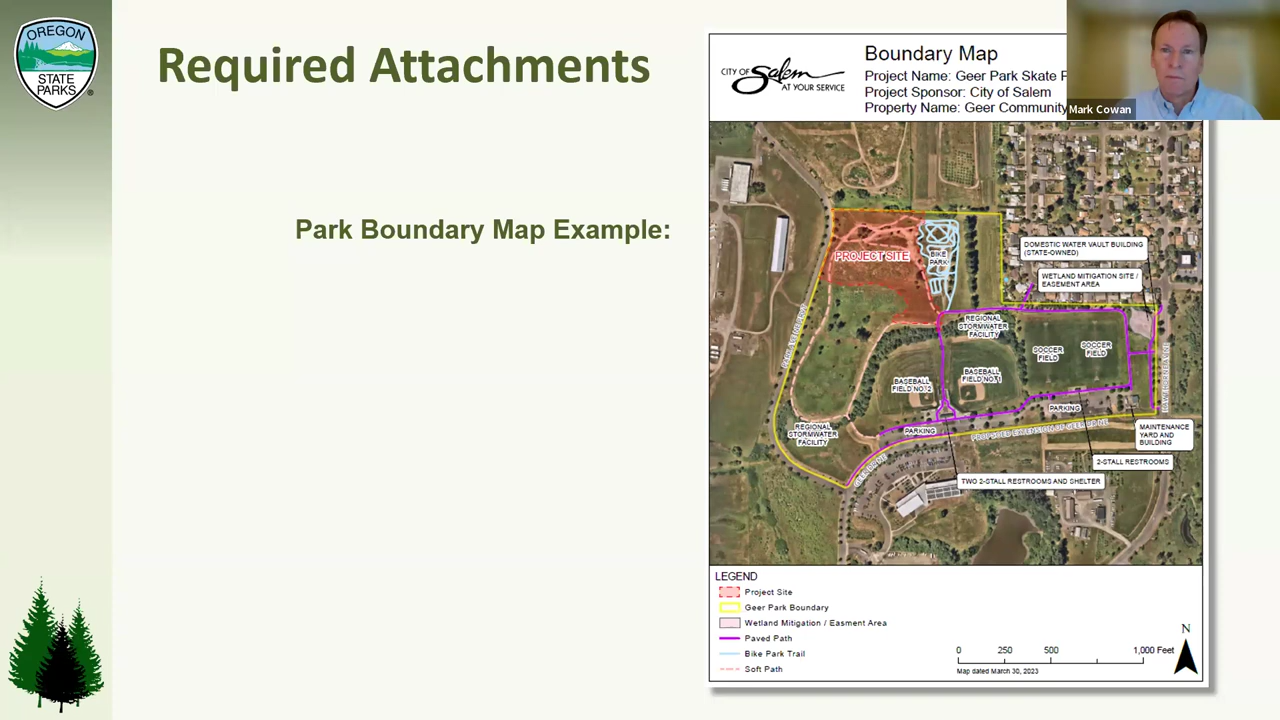 OREGON
STATE
PARKS
®
Required Attachments
Park Boundary Map Example:
CITY OF Salem
AT YOUR SERVICE
Boundary Map
Project Name: Geer Park Skate
Project Sponsor: City of Salem
Property Name: Geer Community
Mark Cowan
PROJECT SITE
BIKE
PARK
DOMESTIC WATER VAULT BUILDING
(STATE-OWNED)
WETLAND MITIGATION SITE /
EASEMENT AREA
REGIONAL
STORMWATER
FACILITY
SOCCER
FIELD
SOCCER
FIELD
BASEBALL
FIELD NO. 2
BASEBALL
FIELD NO. 1
PARKING
PARKING
PROPOSED EXTENSION OF GEER DR NE
HAWTHORNE AV NE
REGIONAL
STORMWATER
FACILITY
GEER DR NE
MAINTENANCE
YARD AND
BUILDING
2-STALL RESTROOMS
TWO 2-STALL RESTROOMS AND SHELTER
LEGEND
Project Site
Geer Park Boundary
Wetland Mitigation / Easment Area
Paved Path
Bike Park Trail
Soft Path
N
0 250 500 1,000 Feet
Map dated March 30, 2023